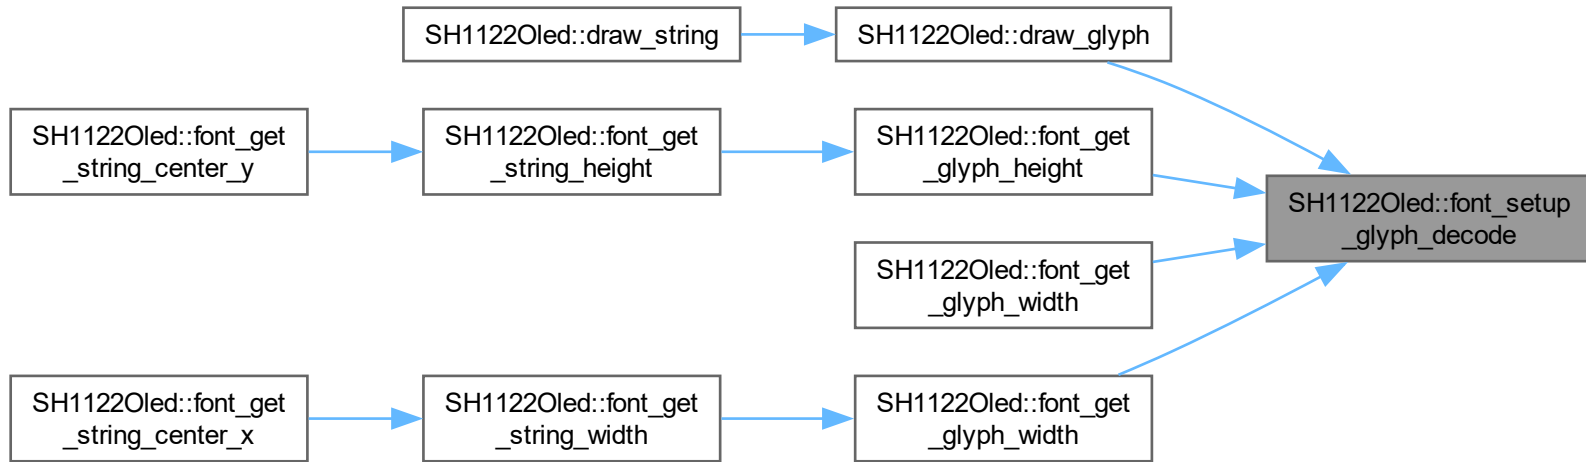 SH1122Oled::draw_string
SH1122Oled::draw_glyph
SH1122Oled::font_get
_string_center_y
SH1122Oled::font_get
_string_height
SH1122Oled::font_get
_glyph_height
SH1122Oled::font_setup
_glyph_decode
SH1122Oled::font_get
_glyph_width
SH1122Oled::font_get
_string_center_x
SH1122Oled::font_get
_string_width
SH1122Oled::font_get
_glyph_width